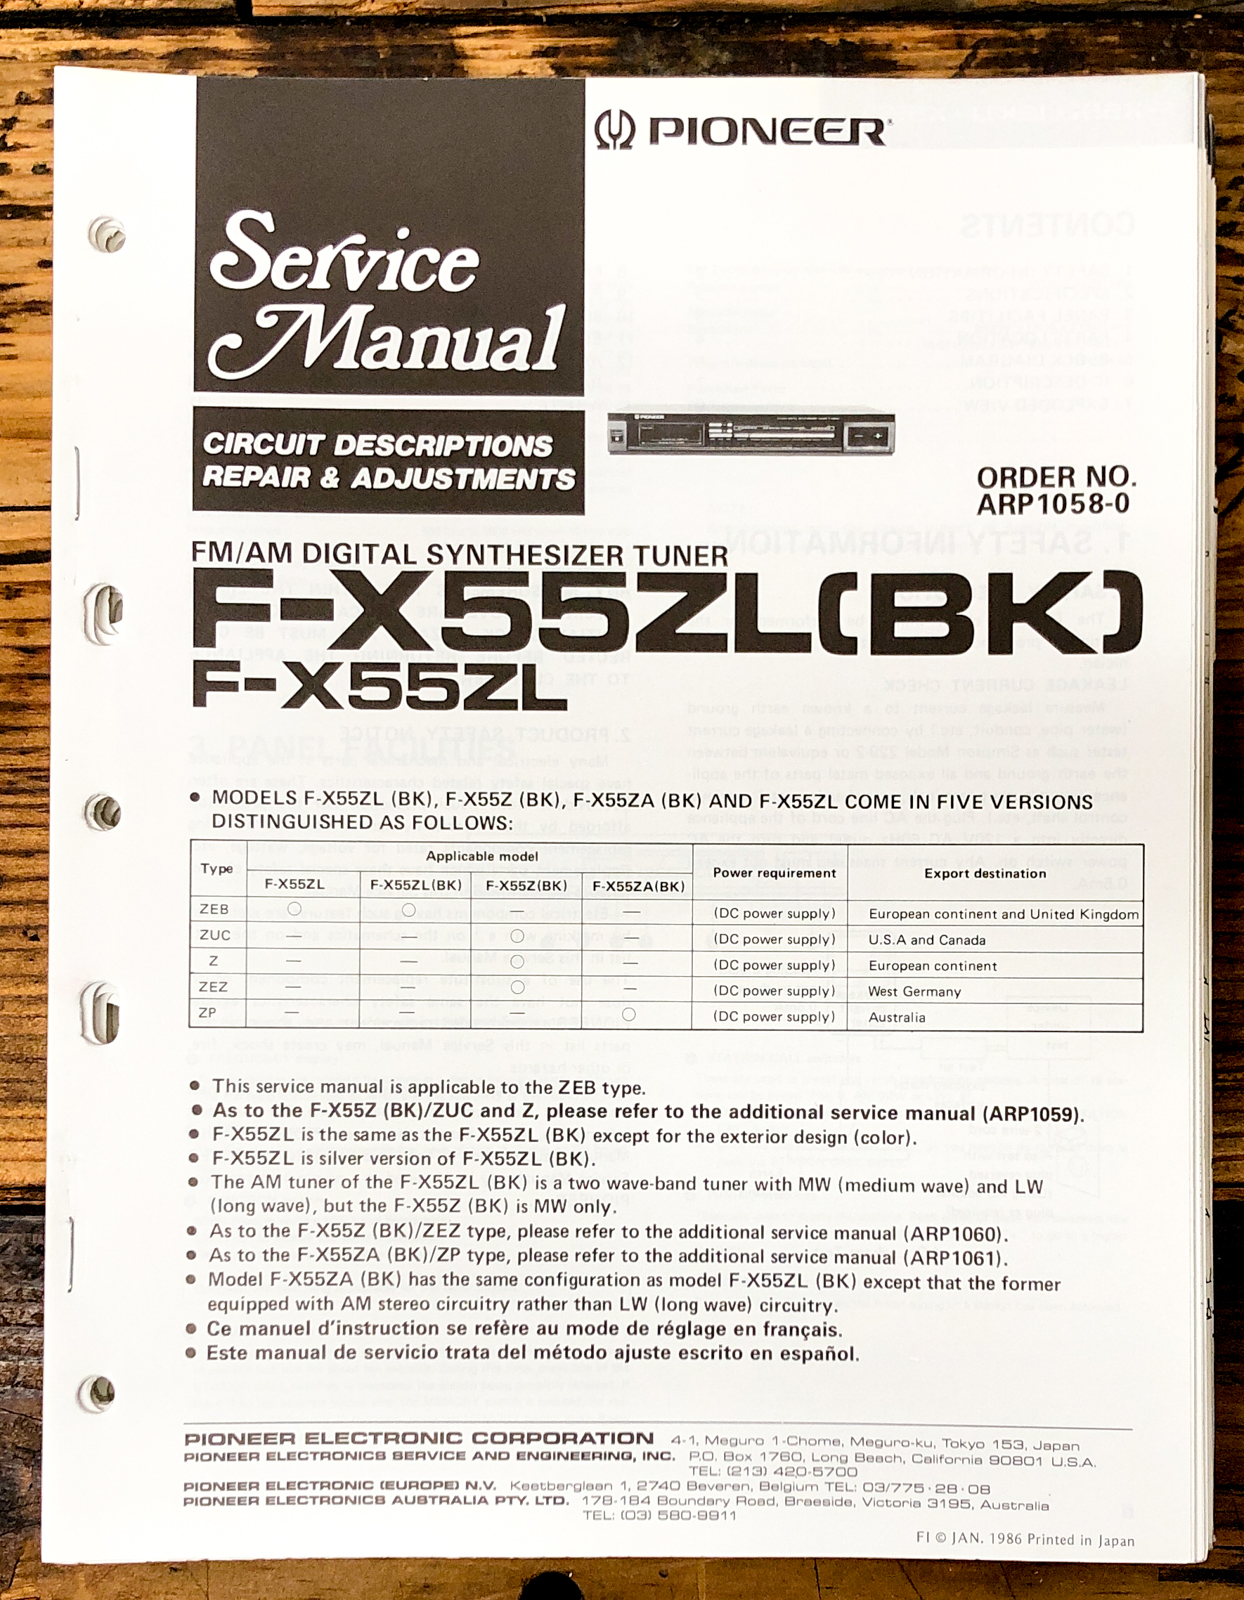 PIONEER
Service
Manual
CIRCUIT DESCRIPTIONS
REPAIR & ADJUSTMENTS
PIONEER
ORDER NO.
ARP1058-0
FM/AM DIGITAL SYNTHESIZER TUNER
F-X55ZL(BK)
F-X55ZL
● MODELS F-X55ZL (BK), F-X55Z (BK), F-X55ZA (BK) AND F-X55ZL COME IN FIVE VERSIONS
DISTINGUISHED AS FOLLOWS:
Type Applicable model Power requirement Export destination
F-X55ZL F-X55ZL(BK) F-X55Z(BK) F-X55ZA(BK)
ZEB ○ ○ — — (DC power supply) European continent and United Kingdom
ZUC — — ○ — (DC power supply) U.S.A and Canada
Z — — ○ — (DC power supply) European continent
ZEZ — — ○ — (DC power supply) West Germany
ZP — — — ○ (DC power supply) Australia
● This service manual is applicable to the ZEB type.
● As to the F-X55Z (BK)/ZUC and Z, please refer to the additional service manual (ARP1059).
● F-X55ZL is the same as the F-X55ZL (BK) except for the exterior design (color).
● F-X55ZL is silver version of F-X55ZL (BK).
● The AM tuner of the F-X55ZL (BK) is a two wave-band tuner with MW (medium wave) and LW
(long wave), but the F-X55Z (BK) is MW only.
● As to the F-X55Z (BK)/ZEZ type, please refer to the additional service manual (ARP1060).
● As to the F-X55ZA (BK)/ZP type, please refer to the additional service manual (ARP1061).
● Model F-X55ZA (BK) has the same configuration as model F-X55ZL (BK) except that the former
equipped with AM stereo circuitry rather than LW (long wave) circuitry.
● Ce manuel d'instruction se refère au mode de réglage en français.
● Este manual de servicio trata del método ajuste escrito en español.
PIONEER ELECTRONIC CORPORATION 4-1, Meguro 1-Chome, Meguro-ku, Tokyo 153, Japan
PIONEER ELECTRONICS SERVICE AND ENGINEERING, INC. P.O. Box 1760, Long Beach, California 90801 U.S.A.
TEL: (213) 420-5700
PIONEER ELECTRONIC (EUROPE) N.V. Keetberglaan 1, 2740 Beveren, Belgium TEL: 03/775·28·08
PIONEER ELECTRONICS AUSTRALIA PTY. LTD. 178-184 Boundary Road, Braeside, Victoria 3195, Australia
TEL: (03) 580-9911
FI © JAN. 1986 Printed in Japan